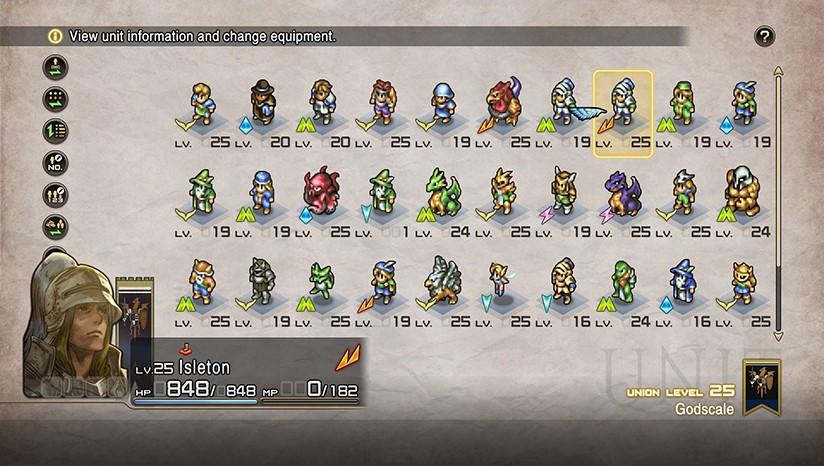 View unit information and change equipment.
?
LV. 25 LV. 20 LV. 20 LV. 25 LV. 19 LV. 25 LV. 19 LV. 25 LV. 19 LV. 19
NO.
123
LV. 19 LV. 19 LV. 25 LV. 1 LV. 24 LV. 25 LV. 19 LV. 25 LV. 25 LV. 24
LV. 25 LV. 19 LV. 25 LV. 19 LV. 25 LV. 25 LV. 16 LV. 24 LV. 16 LV. 25
LV.25 Isleton
HP 848/848 MP 0/182
UNION LEVEL 25
Godscale